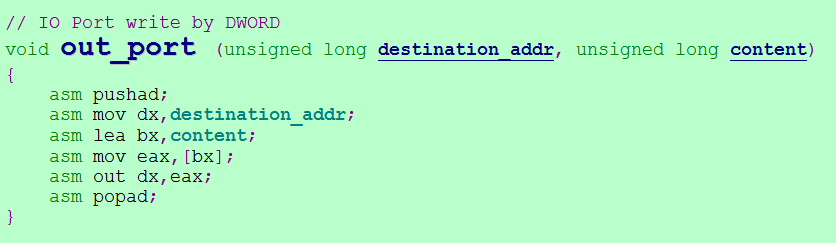 // IO Port write by DWORD
void out_port (unsigned long destination_addr, unsigned long content)
{
    asm pushad;
    asm mov dx,destination_addr;
    asm lea bx,content;
    asm mov eax,[bx];
    asm out dx,eax;
    asm popad;
}